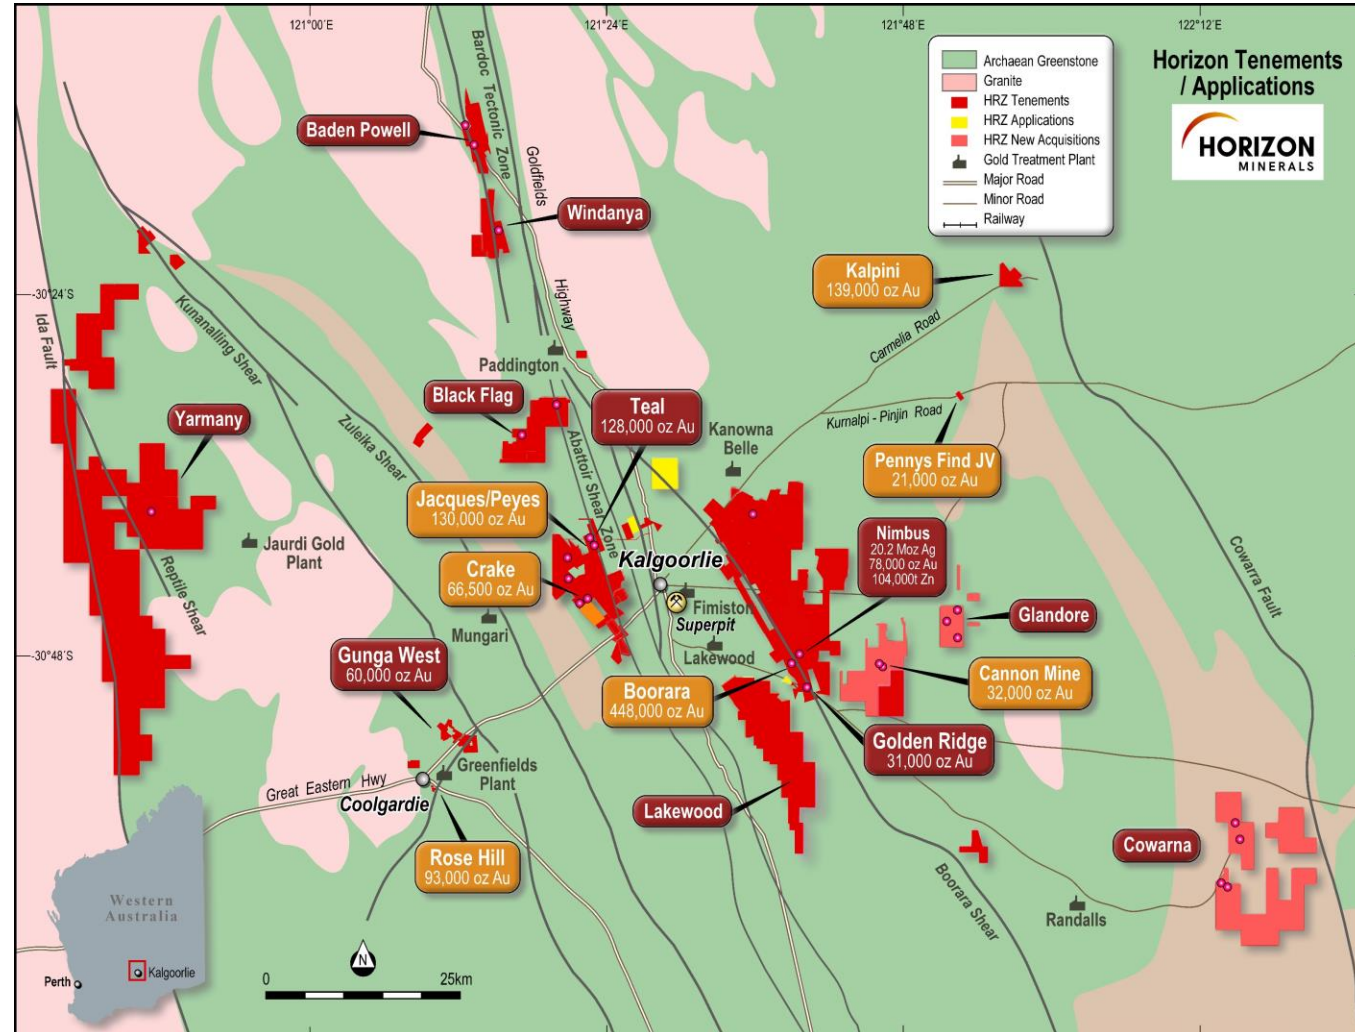 121°00´E
121°24´E
121°48´E
122°12´E
Horizon Tenements
/ Applications
HORIZON
MINERALS
Archaean Greenstone
Granite
HRZ Tenements
HRZ Applications
HRZ New Acquisitions
Gold Treatment Plant
Major Road
Minor Road
Railway
Bardoc Tectonic Zone
Goldfields
Highway
Baden Powell
Windanya
Kalpini
139,000 oz Au
-30°24´S
Ida Fault
Kunanalling Shear
Carmelia Road
Paddington
Black Flag
Yarmany
Zuleika Shear
Teal
128,000 oz Au
Kurnalpi - Pinjin Road
Kanowna
Belle
Abattoir Shear Zone
Pennys Find JV
21,000 oz Au
Jacques/Peyes
130,000 oz Au
Nimbus
20.2 Moz Ag
78,000 oz Au
104,000t Zn
Jaurdi Gold
Plant
Reptile Shear
Crake
66,500 oz Au
Kalgoorlie
Cowarra Fault
Fimiston
Superpit
Glandore
Mungari
-30°48´S
Gunga West
60,000 oz Au
Lakewood
Boorara
448,000 oz Au
Cannon Mine
32,000 oz Au
Golden Ridge
31,000 oz Au
Greenfields
Plant
Great Eastern Hwy
Coolgardie
Lakewood
Cowarna
Rose Hill
93,000 oz Au
Boorara Shear
Randalls
Western
Australia
Perth
Kalgoorlie
N
0
25km